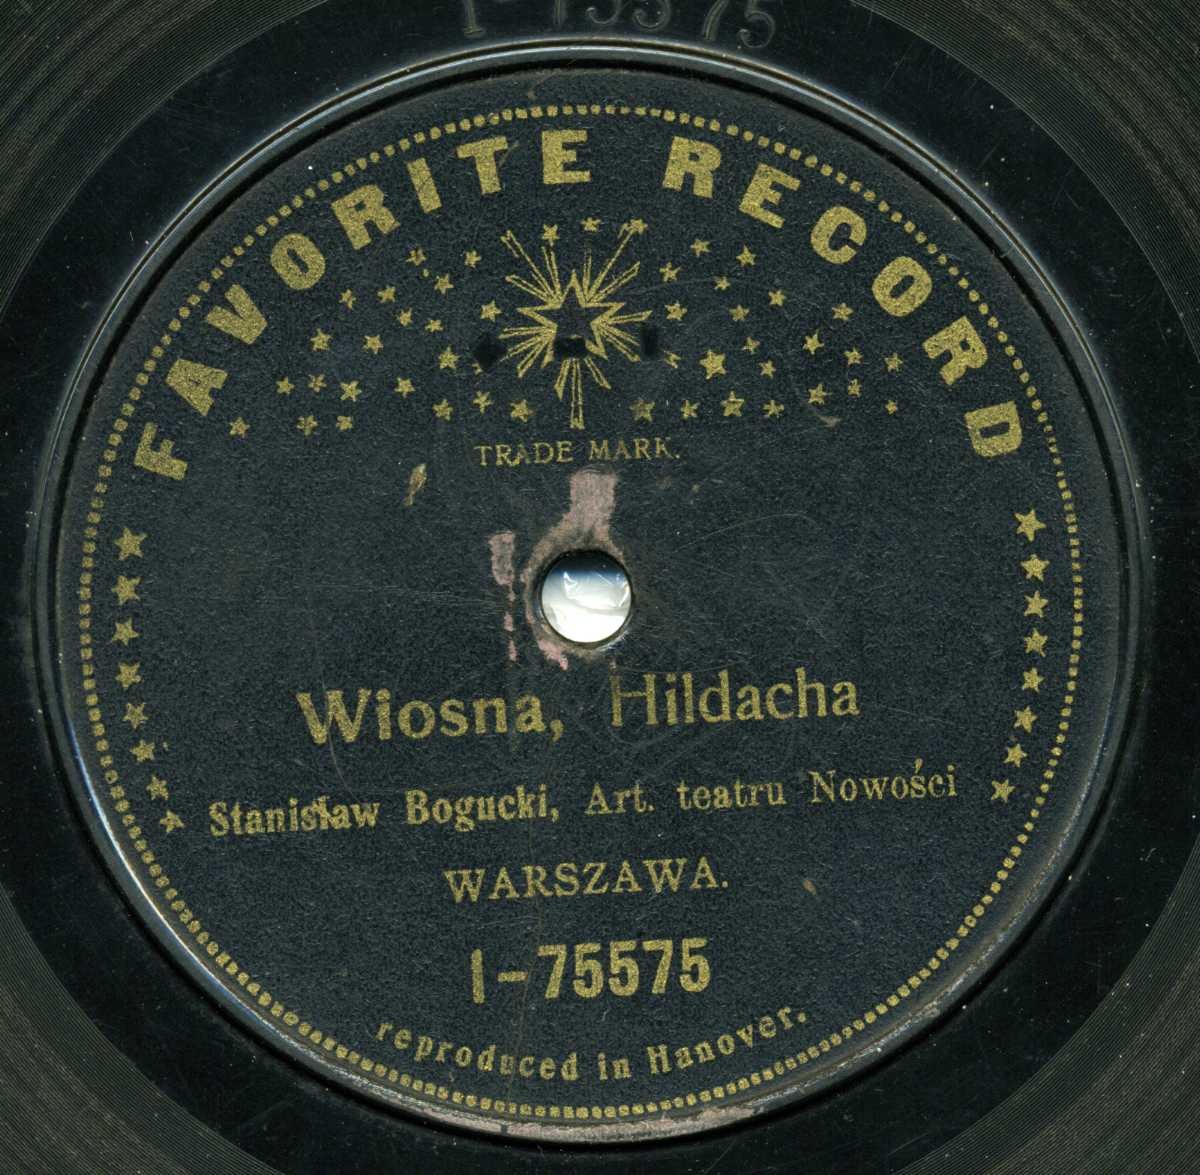 1-75575
FAVORITE RECORD
TRADE MARK.
Wiosna, Hildacha
Stanisław Bogucki, Art. teatru Nowości
WARSZAWA.
1-75575
reproduced in Hanover.